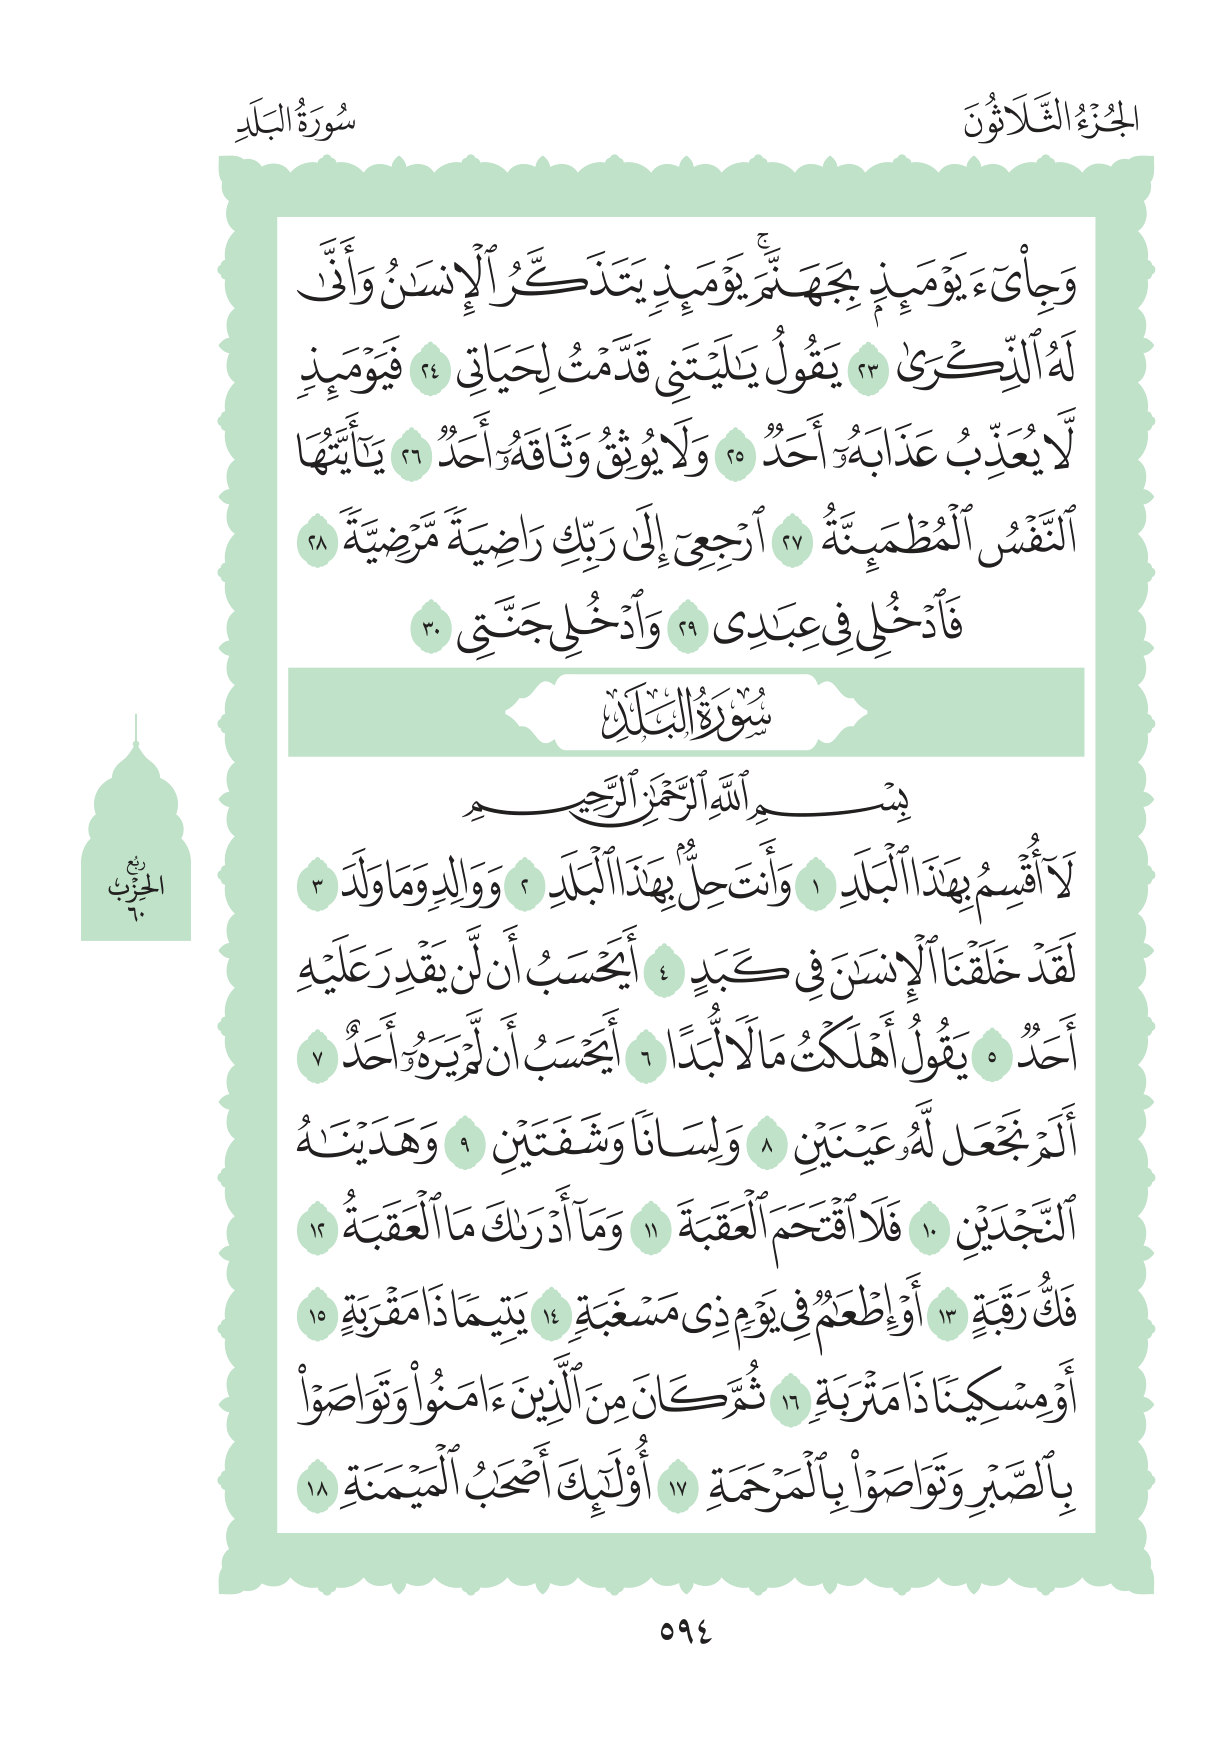 الجُزْءُ الثَّلَاثُونَ
سُورَةُ البَلَدِ
وَجِاْىٓءَ يَوْمَئِذِۭ بِجَهَنَّمَۚ يَوْمَئِذٖ يَتَذَكَّرُ ٱلۡإِنسَٰنُ وَأَنَّىٰ
لَهُ ٱلذِّكۡرَىٰ ٢٣ يَقُولُ يَٰلَيۡتَنِي قَدَّمۡتُ لِحَيَاتِي ٢٤ فَيَوۡمَئِذٖ
لَّا يُعَذِّبُ عَذَابَهُۥٓ أَحَدٞ ٢٥ وَلَا يُوثِقُ وَثَاقَهُۥٓ أَحَدٞ ٢٦ يَٰٓأَيَّتُهَا
ٱلنَّفۡسُ ٱلۡمُطۡمَئِنَّةُ ٢٧ ٱرۡجِعِيٓ إِلَىٰ رَبِّكِ رَاضِيَةٗ مَّرۡضِيَّةٗ ٢٨
فَٱدۡخُلِي فِي عِبَٰدِي ٢٩ وَٱدۡخُلِي جَنَّتِي ٣٠
سُورَةُ البَلَدِ
بِسۡمِ ٱللَّهِ ٱلرَّحۡمَٰنِ ٱلرَّحِيمِ
لَآ أُقۡسِمُ بِهَٰذَا ٱلۡبَلَدِ ١ وَأَنتَ حِلُّۢ بِهَٰذَا ٱلۡبَلَدِ ٢ وَوَالِدٖ وَمَا وَلَدَ ٣
لَقَدۡ خَلَقۡنَا ٱلۡإِنسَٰنَ فِي كَبَدٍ ٤ أَيَحۡسَبُ أَن لَّن يَقۡدِرَ عَلَيۡهِ
أَحَدٞ ٥ يَقُولُ أَهۡلَكۡتُ مَالٗا لُّبَدًا ٦ أَيَحۡسَبُ أَن لَّمۡ يَرَهُۥٓ أَحَدٌ ٧
أَلَمۡ نَجۡعَل لَّهُۥ عَيۡنَيۡنِ ٨ وَلِسَانٗا وَشَفَتَيۡنِ ٩ وَهَدَيۡنَٰهُ
ٱلنَّجۡدَيۡنِ ١٠ فَلَا ٱقۡتَحَمَ ٱلۡعَقَبَةَ ١١ وَمَآ أَدۡرَىٰكَ مَا ٱلۡعَقَبَةُ ١٢
فَكُّ رَقَبَةٍ ١٣ أَوۡ إِطۡعَٰمٞ فِي يَوۡمٖ ذِي مَسۡغَبَةٖ ١٤ يَتِيمٗا ذَا مَقۡرَبَةٍ ١٥
أَوۡ مِسۡكِينٗا ذَا مَتۡرَبَةٖ ١٦ ثُمَّ كَانَ مِنَ ٱلَّذِينَ ءَامَنُواْ وَتَوَاصَوۡاْ
بِٱلصَّبۡرِ وَتَوَاصَوۡاْ بِٱلۡمَرۡحَمَةِ ١٧ أُوْلَٰٓئِكَ أَصۡحَٰبُ ٱلۡمَيۡمَنَةِ ١٨
ربع
الحِزْب
٦٠
٥٩٤